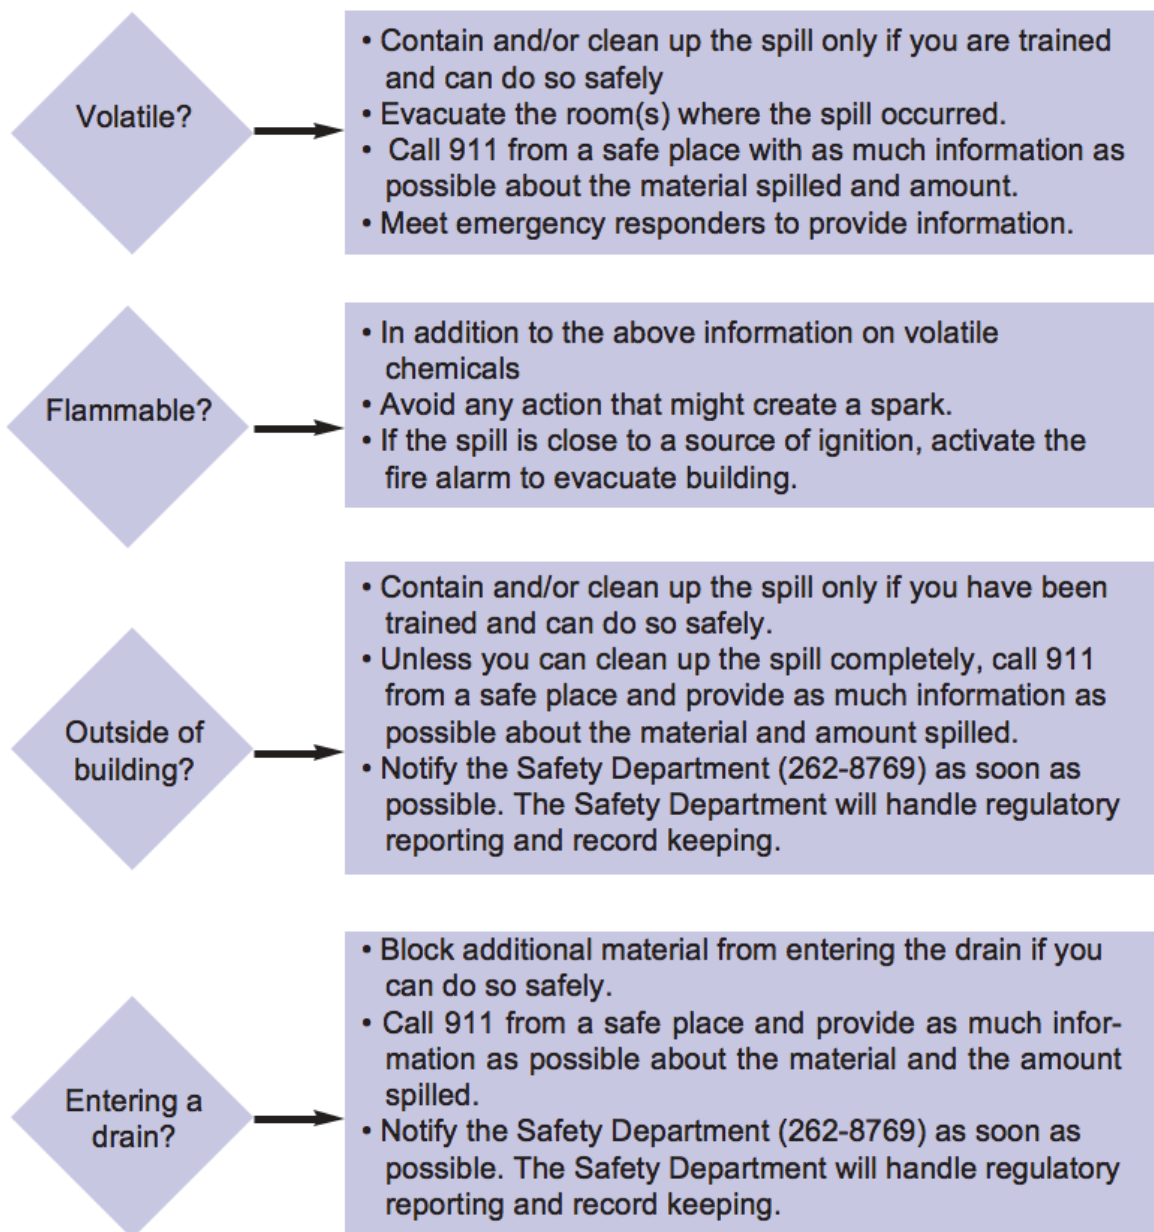 Volatile?
• Contain and/or clean up the spill only if you are trained
and can do so safely
• Evacuate the room(s) where the spill occurred.
• Call 911 from a safe place with as much information as
possible about the material spilled and amount.
• Meet emergency responders to provide information.
Flammable?
• In addition to the above information on volatile
chemicals
• Avoid any action that might create a spark.
• If the spill is close to a source of ignition, activate the
fire alarm to evacuate building.
Outside of
building?
• Contain and/or clean up the spill only if you have been
trained and can do so safely.
• Unless you can clean up the spill completely, call 911
from a safe place and provide as much information as
possible about the material and amount spilled.
• Notify the Safety Department (262-8769) as soon as
possible. The Safety Department will handle regulatory
reporting and record keeping.
Entering a
drain?
• Block additional material from entering the drain if you
can do so safely.
• Call 911 from a safe place and provide as much infor-
mation as possible about the material and the amount
spilled.
• Notify the Safety Department (262-8769) as soon as
possible. The Safety Department will handle regulatory
reporting and record keeping.